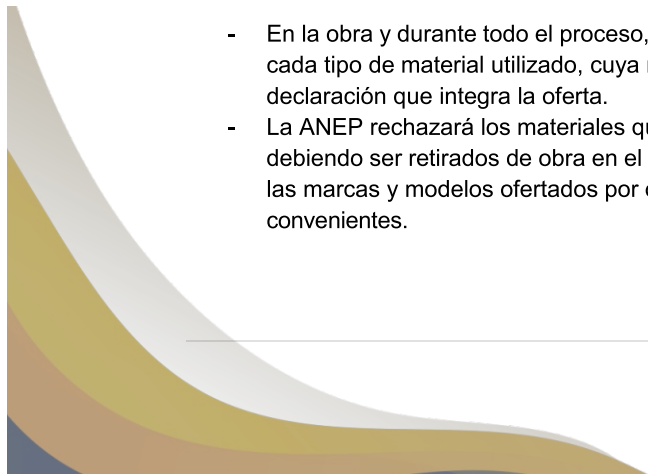 - En la obra y durante todo el proceso,
cada tipo de material utilizado, cuya
declaración que integra la oferta.
- La ANEP rechazará los materiales
debiendo ser retirados de obra en el
las marcas y modelos ofertados por
convenientes.